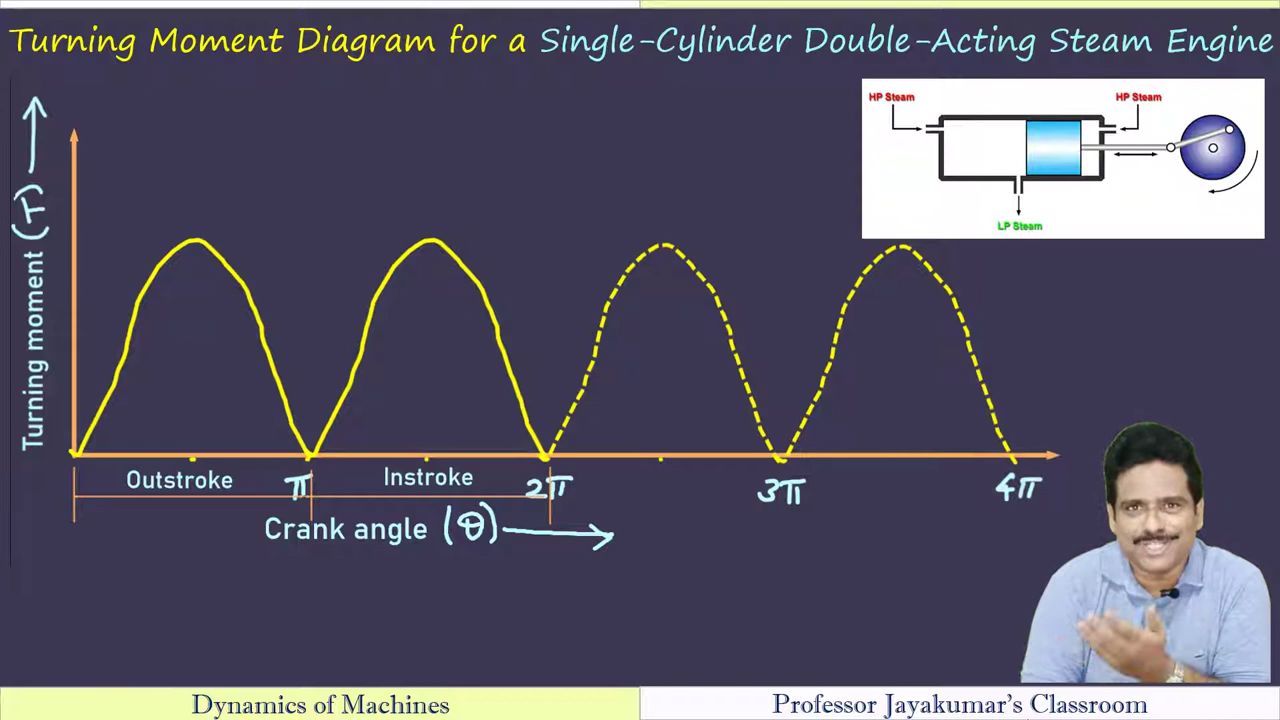 Turning Moment Diagram for a Single-Cylinder Double-Acting Steam Engine
HP Steam
HP Steam
LP Steam
Turning moment (T)
Outstroke
π
Instroke
2π
3π
4π
Crank angle (θ)
Dynamics of Machines
Professor Jayakumar's Classroom